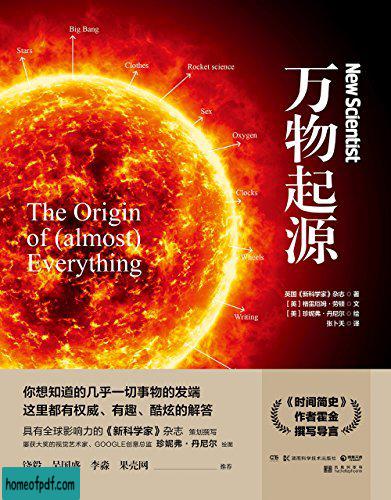 Big Bang
Stars
Clothes
Rocket science
Sex
Oxygen
Clocks
Wheels
Writing
The Origin
of (almost)
Everything
New Scientist
万物起源
英国《新科学家》杂志 著
[英] 格雷厄姆·劳顿 文
[美] 珍妮弗·丹尼尔 绘
张卜天 译
你想知道的几乎一切事物的发端
这里都有权威、有趣、酷炫的解答
具有全球影响力的《新科学家》杂志 策划撰写
屡获大奖的视觉艺术家、GOOGLE创意总监 珍妮弗·丹尼尔 绘图
饶毅 吴国盛 李淼 果壳网 推荐
《时间简史》
作者霍金
撰写导言
湖南科学技术出版社
homeofpdf.com